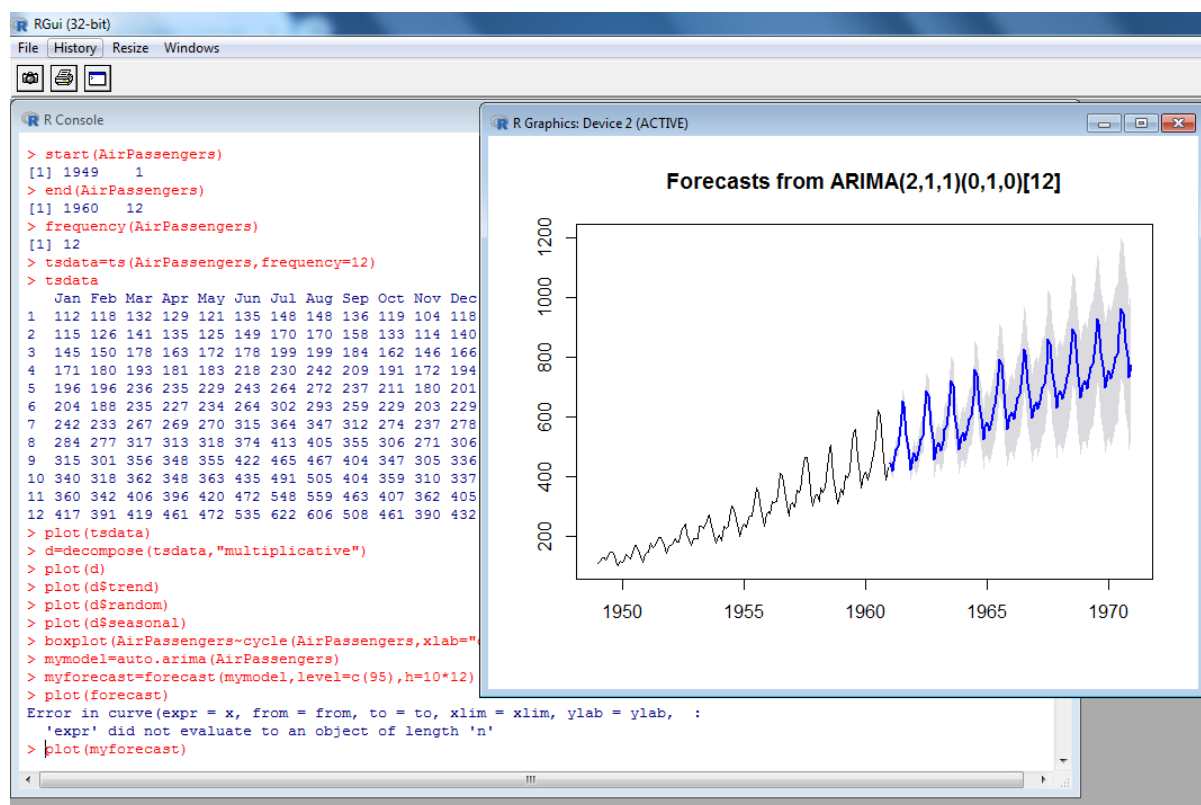 RGui (32-bit)
File History Resize Windows
R Console
> start(AirPassengers)
[1] 1949    1
> end(AirPassengers)
[1] 1960   12
> frequency(AirPassengers)
[1] 12
> tsdata=ts(AirPassengers,frequency=12)
> tsdata
   Jan Feb Mar Apr May Jun Jul Aug Sep Oct Nov Dec
1  112 118 132 129 121 135 148 148 136 119 104 118
2  115 126 141 135 125 149 170 170 158 133 114 140
3  145 150 178 163 172 178 199 199 184 162 146 166
4  171 180 193 181 183 218 230 242 209 191 172 194
5  196 196 236 235 229 243 264 272 237 211 180 201
6  204 188 235 227 234 264 302 293 259 229 203 229
7  242 233 267 269 270 315 364 347 312 274 237 278
8  284 277 317 313 318 374 413 405 355 306 271 306
9  315 301 356 348 355 422 465 467 404 347 305 336
10 340 318 362 348 363 435 491 505 404 359 310 337
11 360 342 406 396 420 472 548 559 463 407 362 405
12 417 391 419 461 472 535 622 606 508 461 390 432
> plot(tsdata)
> d=decompose(tsdata,"multiplicative")
> plot(d)
> plot(d$trend)
> plot(d$random)
> plot(d$seasonal)
> boxplot(AirPassengers~cycle(AirPassengers,xlab="
> mymodel=auto.arima(AirPassengers)
> myforecast=forecast(mymodel,level=c(95),h=10*12)
> plot(forecast)
Error in curve(expr = x, from = from, to = to, xlim = xlim, ylab = ylab,  :
  'expr' did not evaluate to an object of length 'n'
> plot(myforecast)
R Graphics: Device 2 (ACTIVE)
Forecasts from ARIMA(2,1,1)(0,1,0)[12]
1200
1000
800
600
400
200
1950 1955 1960 1965 1970